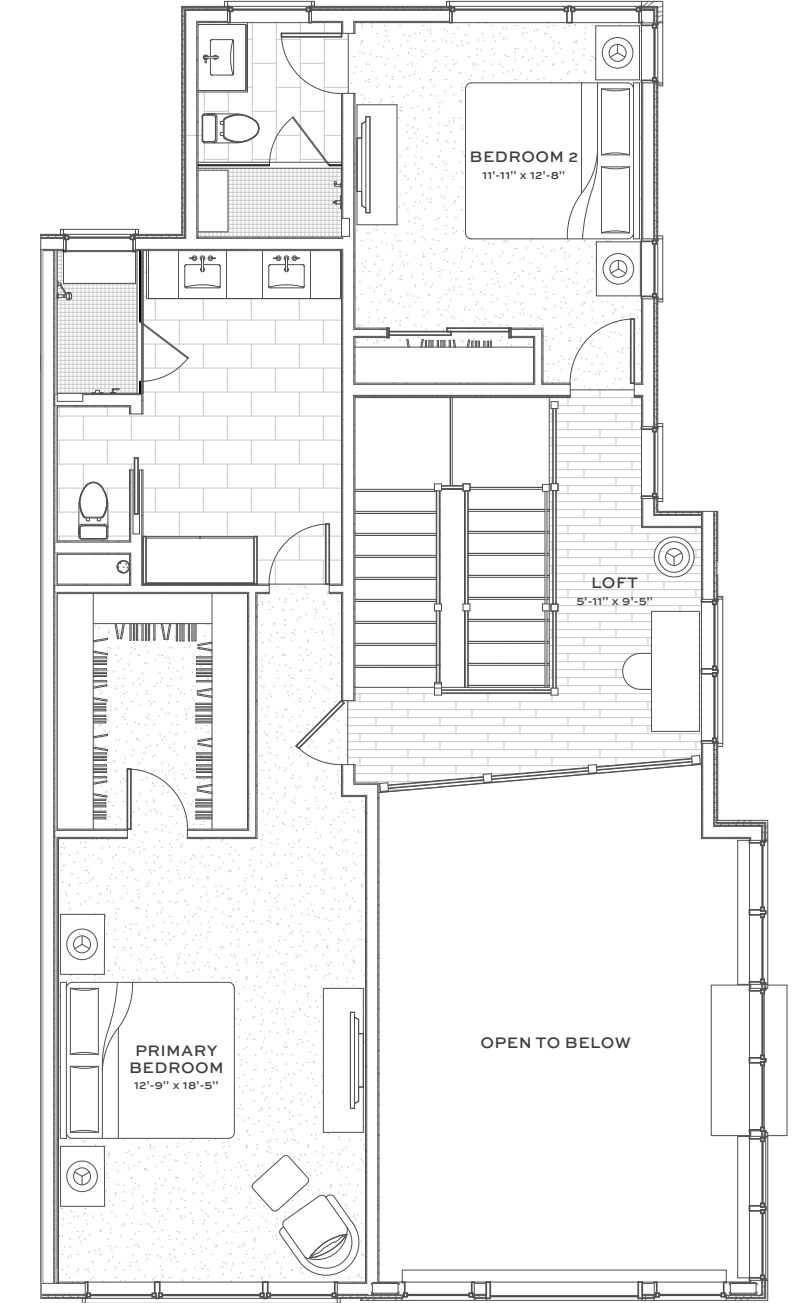 BEDROOM 2
11'-11" x 12'-8"
LOFT
5'-11" x 9'-5"
OPEN TO BELOW
PRIMARY
BEDROOM
12'-9" x 18'-5"